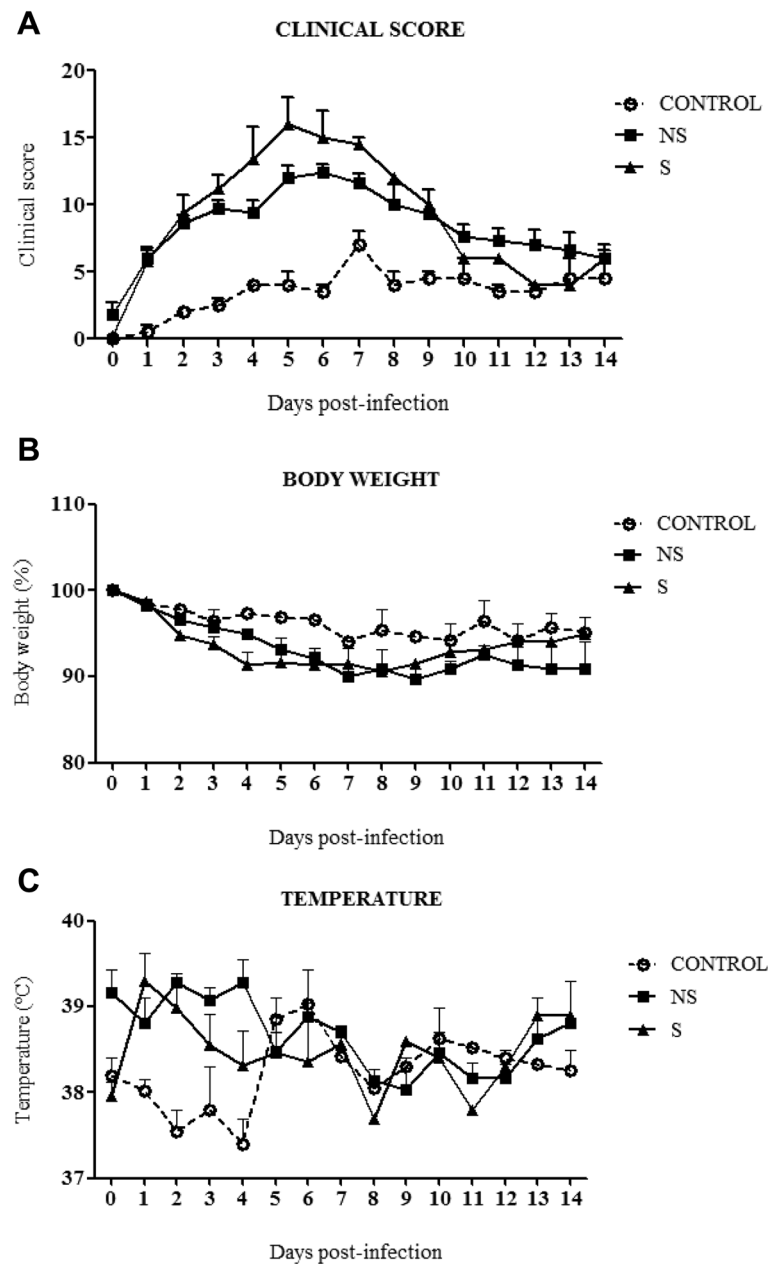 A
CLINICAL SCORE
20
15
10
5
0
Clinical score
CONTROL
NS
S
0 1 2 3 4 5 6 7 8 9 10 11 12 13 14
Days post-infection
B
BODY WEIGHT
110
100
90
80
Body weight (%)
CONTROL
NS
S
0 1 2 3 4 5 6 7 8 9 10 11 12 13 14
Days post-infection
C
TEMPERATURE
40
39
38
37
Temperature (ºC)
CONTROL
NS
S
0 1 2 3 4 5 6 7 8 9 10 11 12 13 14
Days post-infection